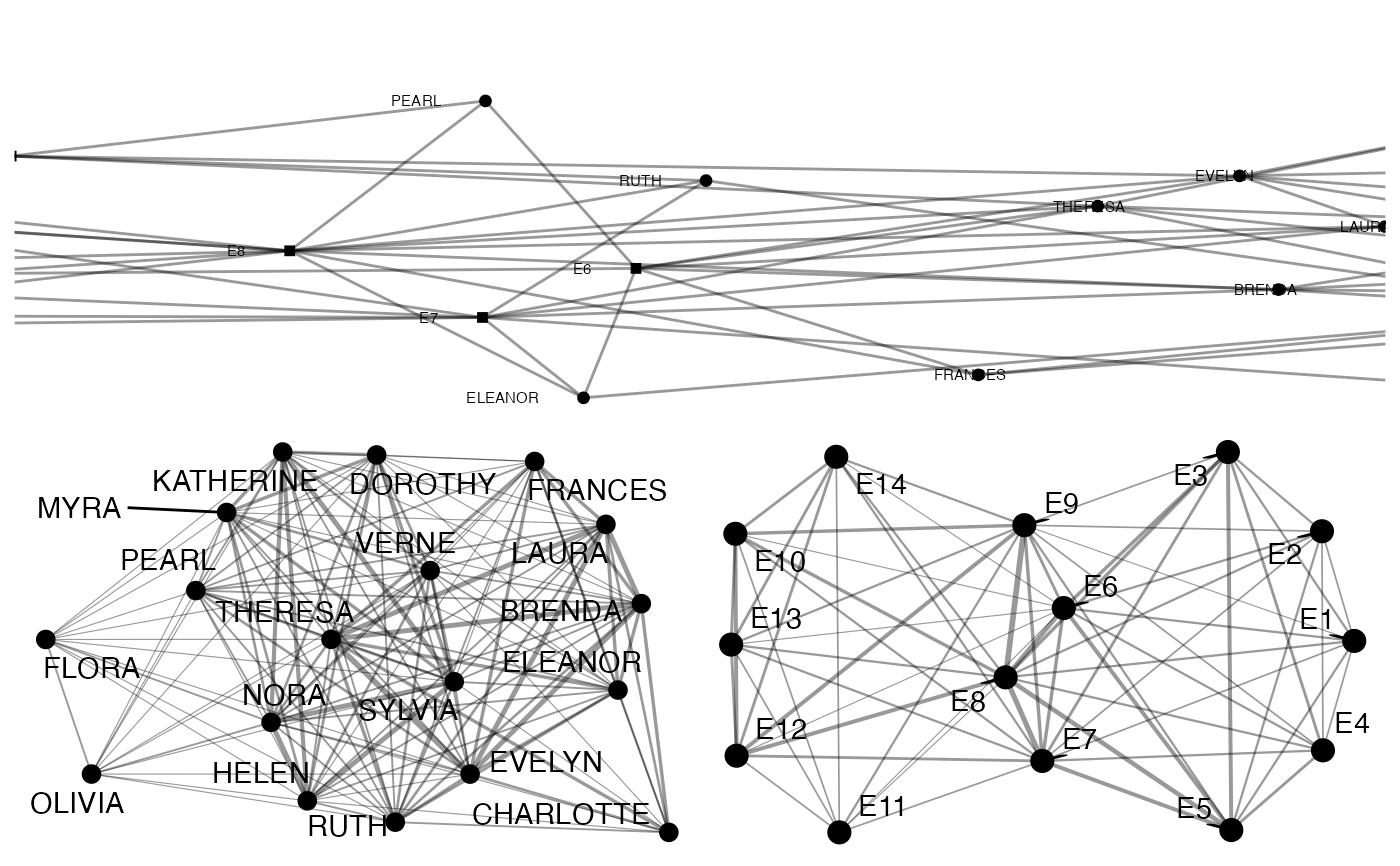 PEARL
RUTH
EVELYN
THERESA
LAURA
E8
E6
BRENDA
E7
FRANCES
ELEANOR
KATHERINE
DOROTHY
FRANCES
MYRA
VERNE
LAURA
PEARL
THERESA
BRENDA
FLORA
ELEANOR
NORA
SYLVIA
HELEN
EVELYN
OLIVIA
RUTH
CHARLOTTE
E14
E3
E9
E10
E2
E6
E13
E1
E8
E12
E7
E4
E11
E5